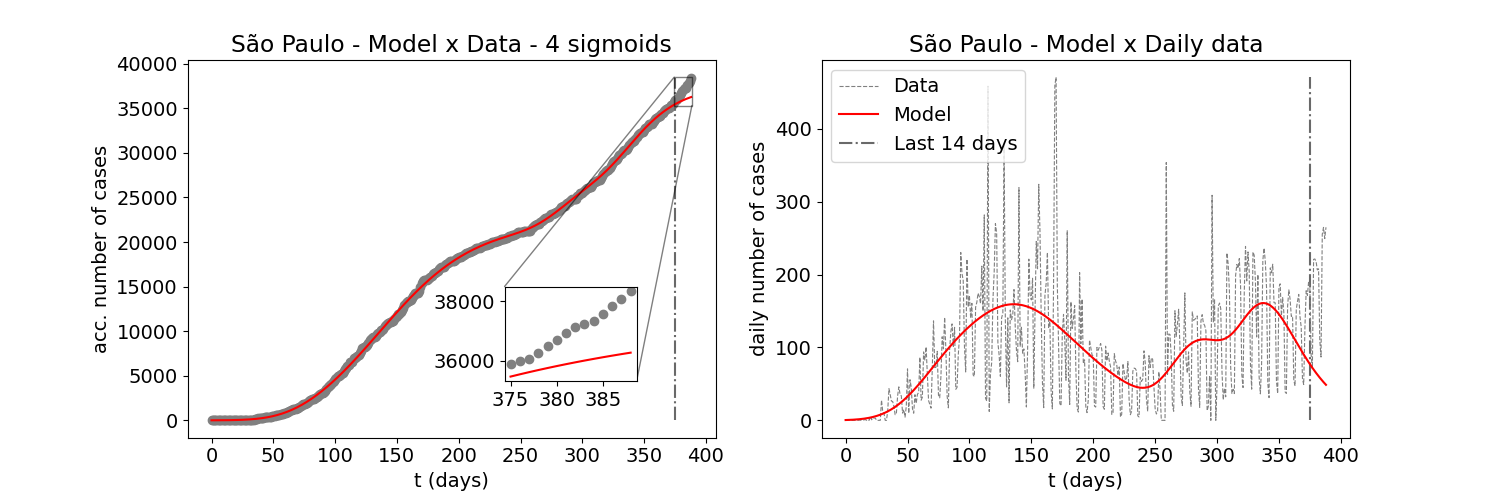 São Paulo - Model x Data - 4 sigmoids
acc. number of cases
40000
35000
30000
25000
20000
15000
10000
5000
0
38000
36000
375 380 385
0 50 100 150 200 250 300 350 400
t (days)
São Paulo - Model x Daily data
daily number of cases
400
300
200
100
0
Data
Model
Last 14 days
0 50 100 150 200 250 300 350 400
t (days)